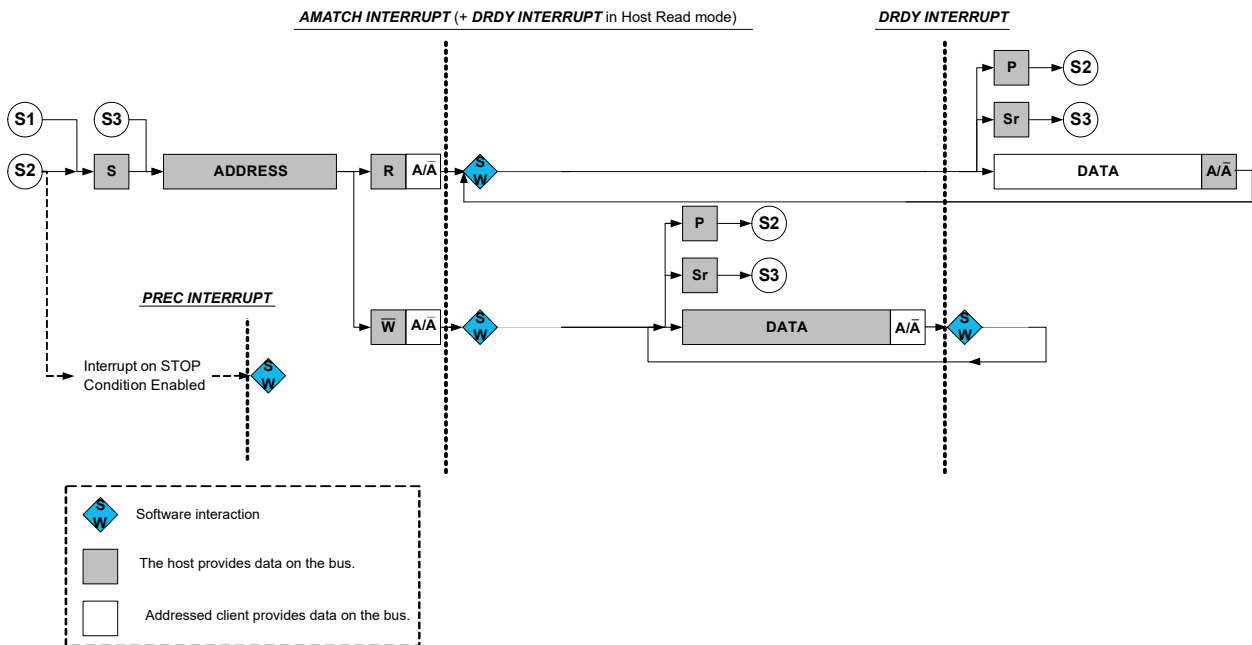 AMATCH INTERRUPT (+ DRDY INTERRUPT in Host Read mode)
DRDY INTERRUPT
P
S2
S1
S3
Sr
S3
S2
S
ADDRESS
R
A/A̅
S
W
DATA
A/A̅
P
S2
Sr
S3
PREC INTERRUPT
W̅
A/A̅
S
W
DATA
A/A̅
S
W
Interrupt on STOP
Condition Enabled
S
W
S
W
Software interaction
The host provides data on the bus.
Addressed client provides data on the bus.